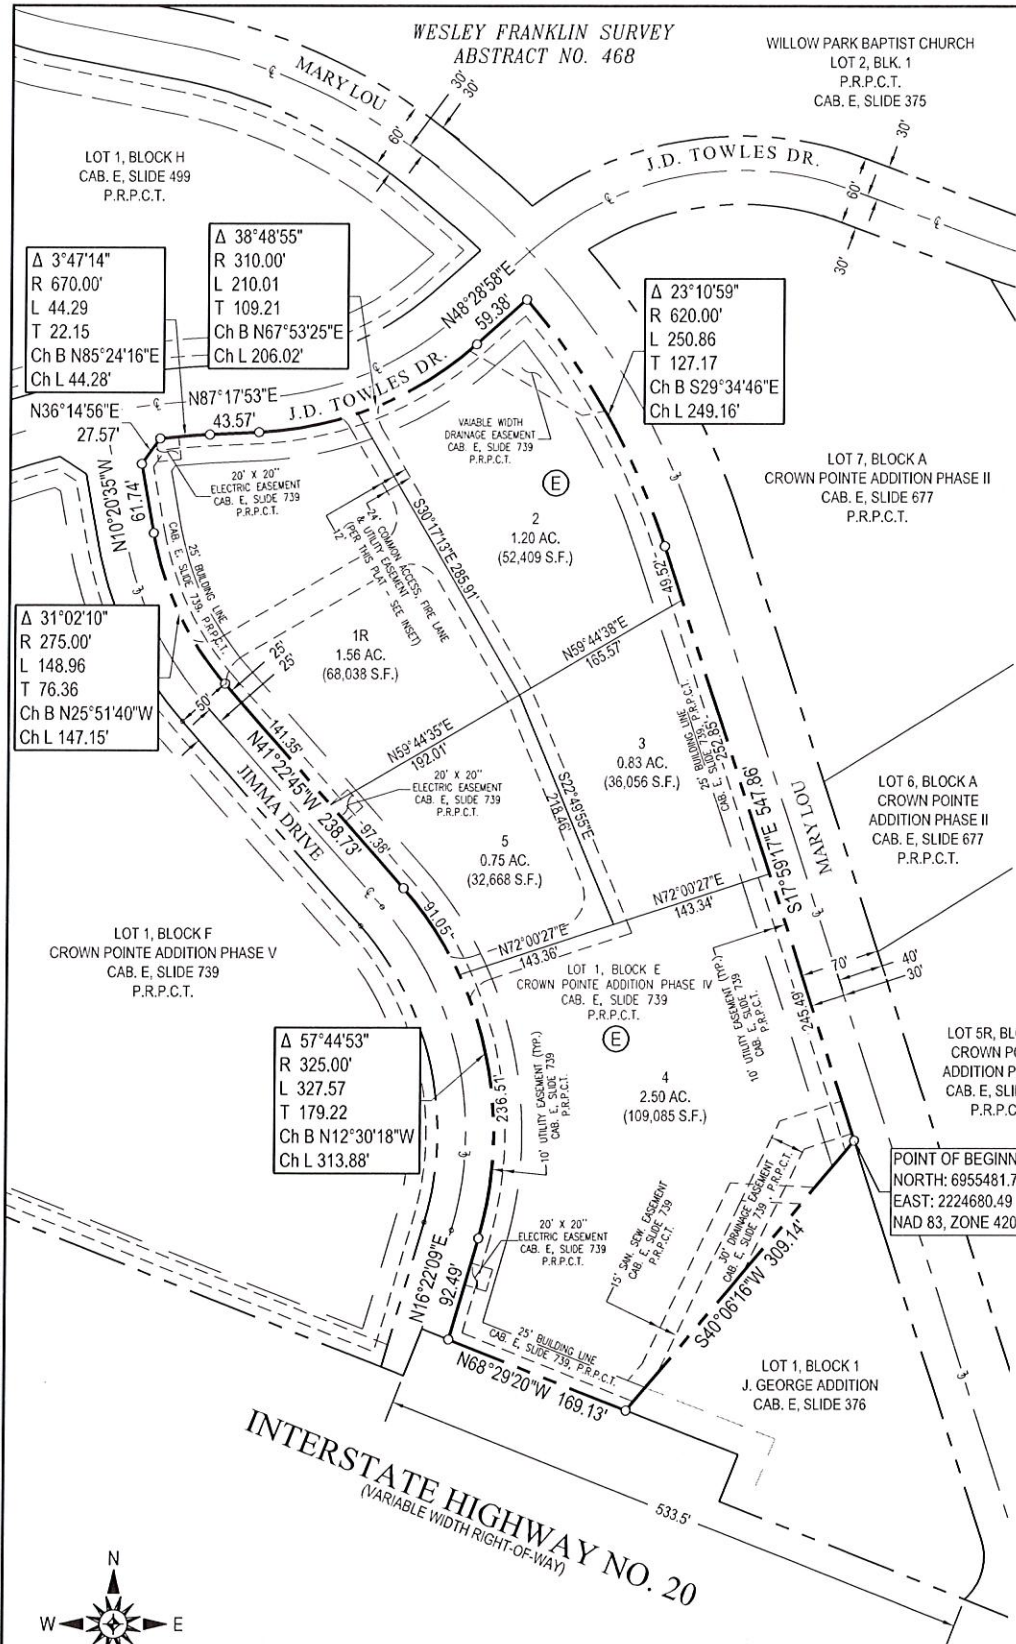 WESLEY FRANKLIN SURVEY
ABSTRACT NO. 468
WILLOW PARK BAPTIST CHURCH
LOT 2, BLK. 1
P.R.P.C.T.
CAB. E, SLIDE 375
MARY LOU
30'
30'
60'
J.D. TOWLES DR.
30'
60'
30'
LOT 1, BLOCK H
CAB. E, SLIDE 499
P.R.P.C.T.
Δ 3°47'14"
R 670.00'
L 44.29
T 22.15
Ch B N85°24'16"E
Ch L 44.28'
Δ 38°48'55"
R 310.00'
L 210.01
T 109.21
Ch B N67°53'25"E
Ch L 206.02'
N48°28'58"E
59.38'
Δ 23°10'59"
R 620.00'
L 250.86
T 127.17
Ch B S29°34'46"E
Ch L 249.16'
N36°14'56"E
27.57'
N87°17'53"E
43.57'
J.D. TOWLES DR.
VAIABLE WIDTH
DRAINAGE EASEMENT
CAB. E, SLIDE 739
P.R.P.C.T.
LOT 7, BLOCK A
CROWN POINTE ADDITION PHASE II
CAB. E, SLIDE 677
P.R.P.C.T.
20' X 20"
ELECTRIC EASEMENT
CAB. E, SLIDE 739
P.R.P.C.T.
N10°20'35"W
61.74'
E
2
1.20 AC.
(52,409 S.F.)
25' BUILDING LINE
CAB. E, SLIDE 739, P.R.P.C.T.
24' COMMON ACCESS, FIRE LANE
& UTILITY EASEMENT
(PER THIS PLAT - SEE INSET)
12'
S30°17'13"E 285.91'
49.52'
Δ 31°02'10"
R 275.00'
L 148.96
T 76.36
Ch B N25°51'40"W
Ch L 147.15'
1R
1.56 AC.
(68,038 S.F.)
N59°44'38"E
165.57'
25'
25'
50'
141.35'
N41°22'45"W 238.73'
JIMMA DRIVE
N59°44'35"E
192.01'
20' X 20"
ELECTRIC EASEMENT
CAB. E, SLIDE 739
P.R.P.C.T.
3
0.83 AC.
(36,056 S.F.)
25' BUILDING LINE
CAB. E, SLIDE 739, P.R.P.C.T.
252.85'
S17°59'17"E 547.86'
MARY LOU
LOT 6, BLOCK A
CROWN POINTE
ADDITION PHASE II
CAB. E, SLIDE 677
P.R.P.C.T.
S22°49'55"E
218.46'
97.38'
5
0.75 AC.
(32,668 S.F.)
91.05'
N72°00'27"E
143.34'
N72°00'27"E
143.36'
LOT 1, BLOCK F
CROWN POINTE ADDITION PHASE V
CAB. E, SLIDE 739
P.R.P.C.T.
LOT 1, BLOCK E
CROWN POINTE ADDITION PHASE IV
CAB. E, SLIDE 739
P.R.P.C.T.
E
10' UTILITY EASEMENT (TYP.)
CAB. E, SLIDE 739
P.R.P.C.T.
70'
40'
30'
245.49'
Δ 57°44'53"
R 325.00'
L 327.57
T 179.22
Ch B N12°30'18"W
Ch L 313.88'
236.51'
10' UTILITY EASEMENT (TYP.)
CAB. E, SLIDE 739
P.R.P.C.T.
4
2.50 AC.
(109,085 S.F.)
LOT 5R, BL
CROWN PO
ADDITION P
CAB. E, SLI
P.R.P.C
POINT OF BEGINN
NORTH: 6955481.7
EAST: 2224680.49
NAD 83, ZONE 420
N16°22'09"E
92.49'
20' X 20"
ELECTRIC EASEMENT
CAB. E, SLIDE 739
P.R.P.C.T.
15' SAN. SEW. EASEMENT
CAB. E, SLIDE 739
P.R.P.C.T.
30' DRAINAGE EASEMENT
CAB. E, SLIDE 739, P.R.P.C.T.
S40°06'16"W 309.14'
25' BUILDING LINE
CAB. E, SLIDE 739, P.R.P.C.T.
N68°29'20"W 169.13'
LOT 1, BLOCK 1
J. GEORGE ADDITION
CAB. E, SLIDE 376
INTERSTATE HIGHWAY NO. 20
(VARIABLE WIDTH RIGHT-OF-WAY)
533.5'
N
W E